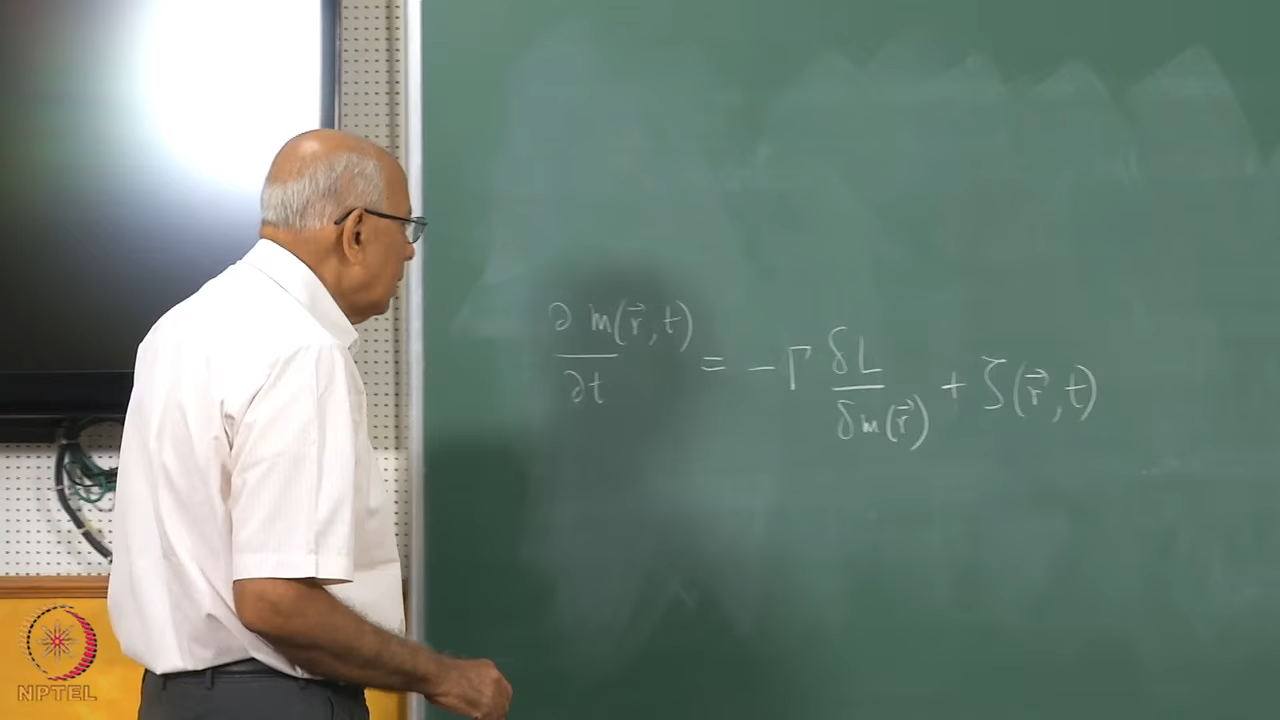 ∂m(r⃗,t)/∂t = −Γ δL/δm(r⃗) + ζ(r⃗,t)
NPTEL